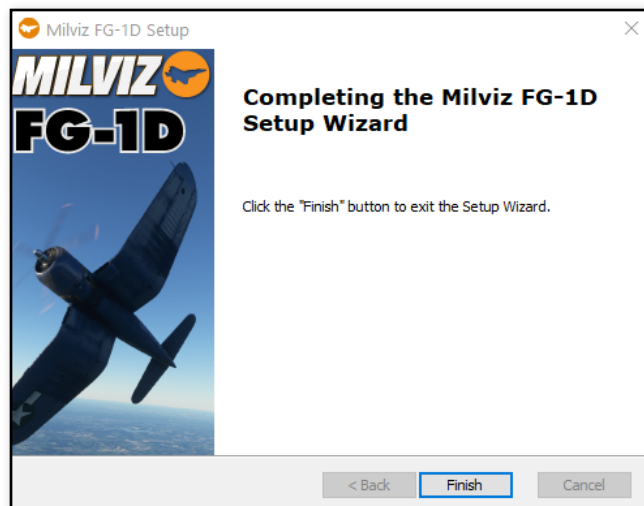 Milviz FG-1D Setup
MILVIZ
FG-1D
Completing the Milviz FG-1D
Setup Wizard
Click the "Finish" button to exit the Setup Wizard.
< Back
Finish
Cancel